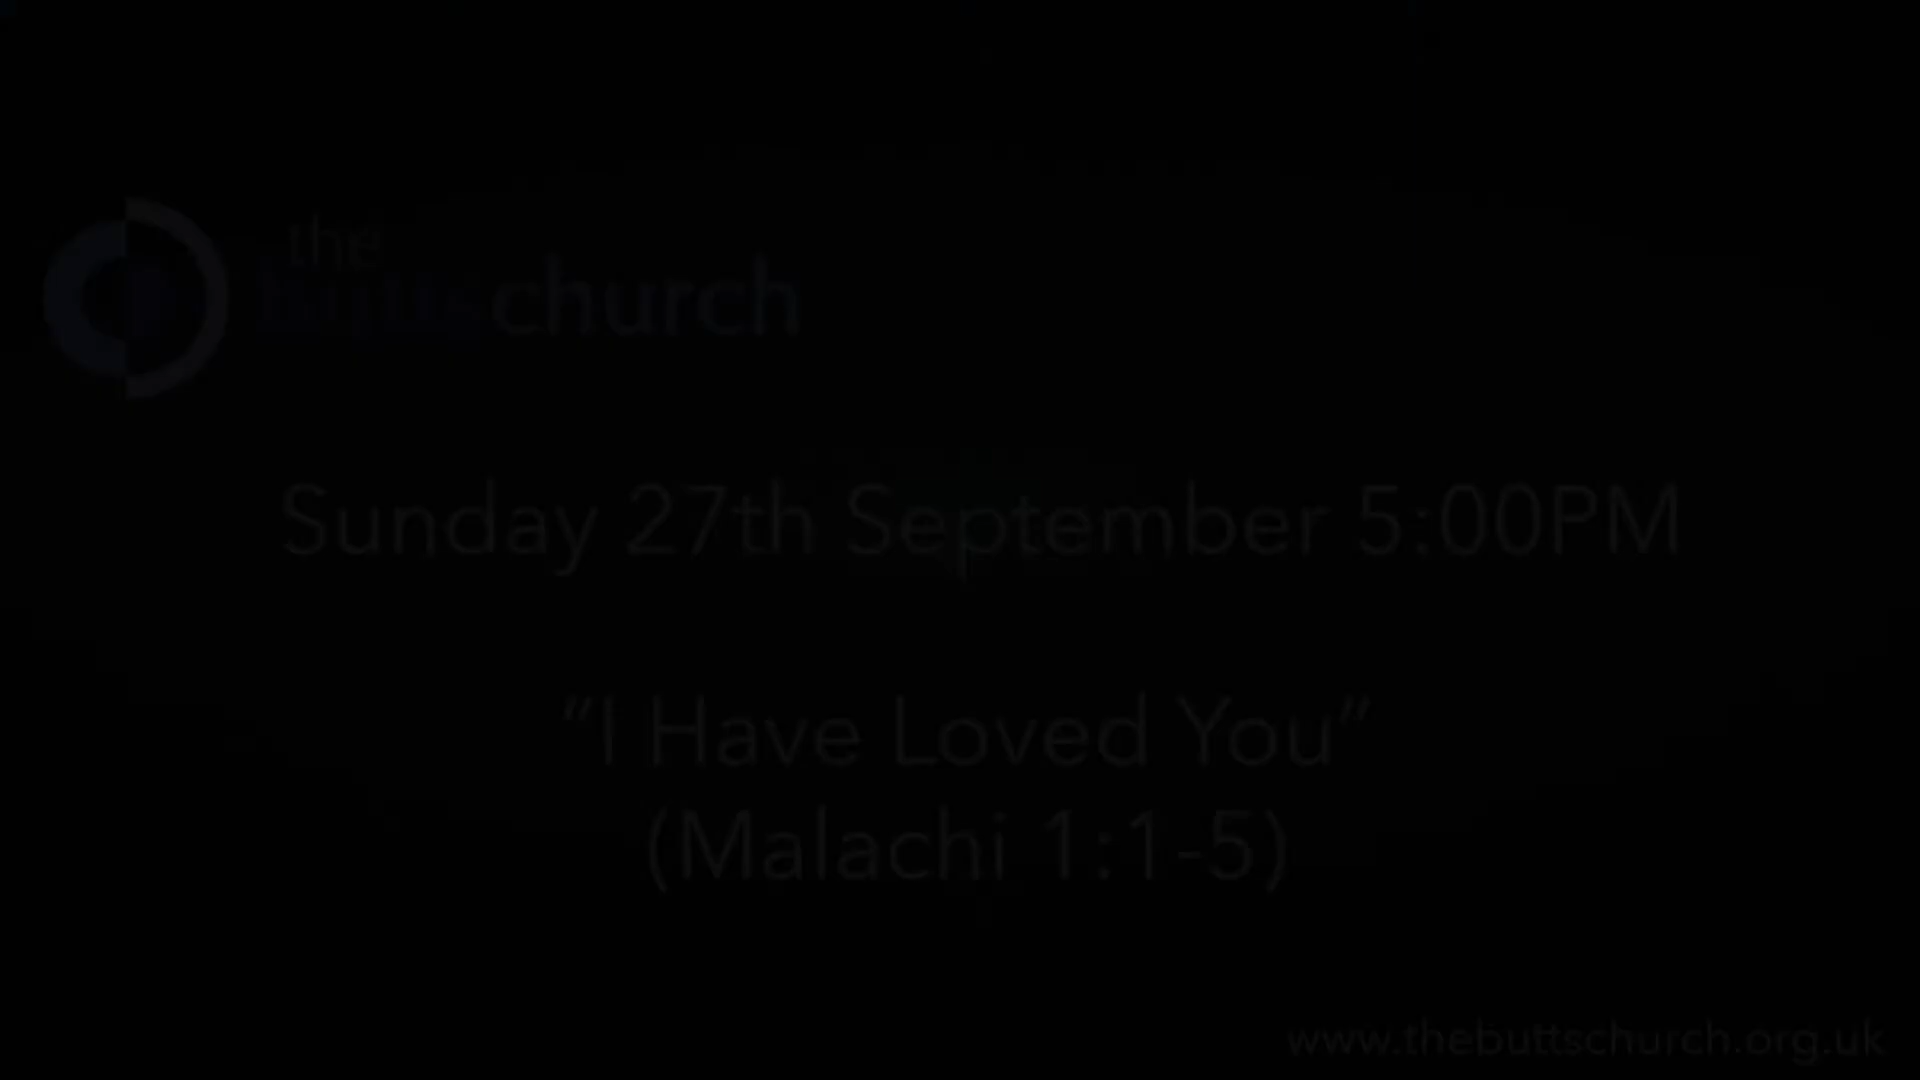 the
Buttschurch
Sunday 27th September 5:00PM
"I Have Loved You"
(Malachi 1:1-5)
www.thebuttschurch.org.uk